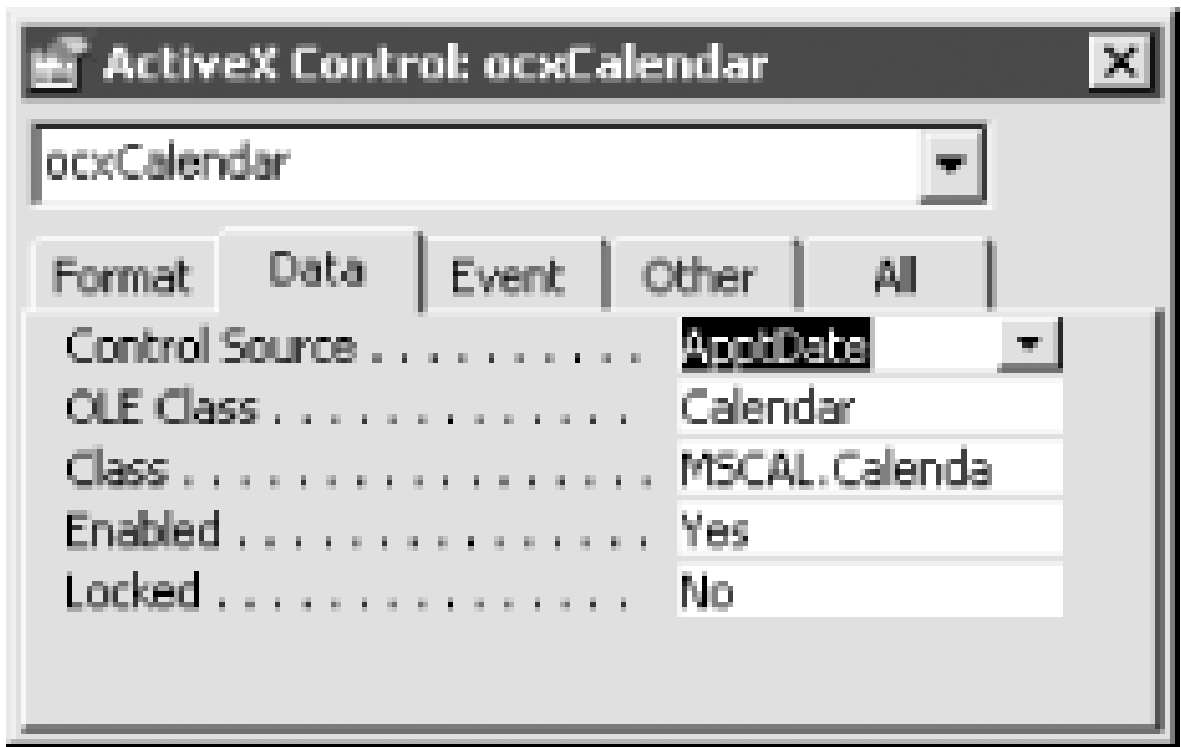 ActiveX Control: ocxCalendar
ocxCalendar
Format Data Event Other All
Control Source . . . . . . . . . . ApptDate
OLE Class . . . . . . . . . . . . . Calendar
Class . . . . . . . . . . . . . . . . . MSCAL.Calenda
Enabled . . . . . . . . . . . . . . . Yes
Locked . . . . . . . . . . . . . . . No